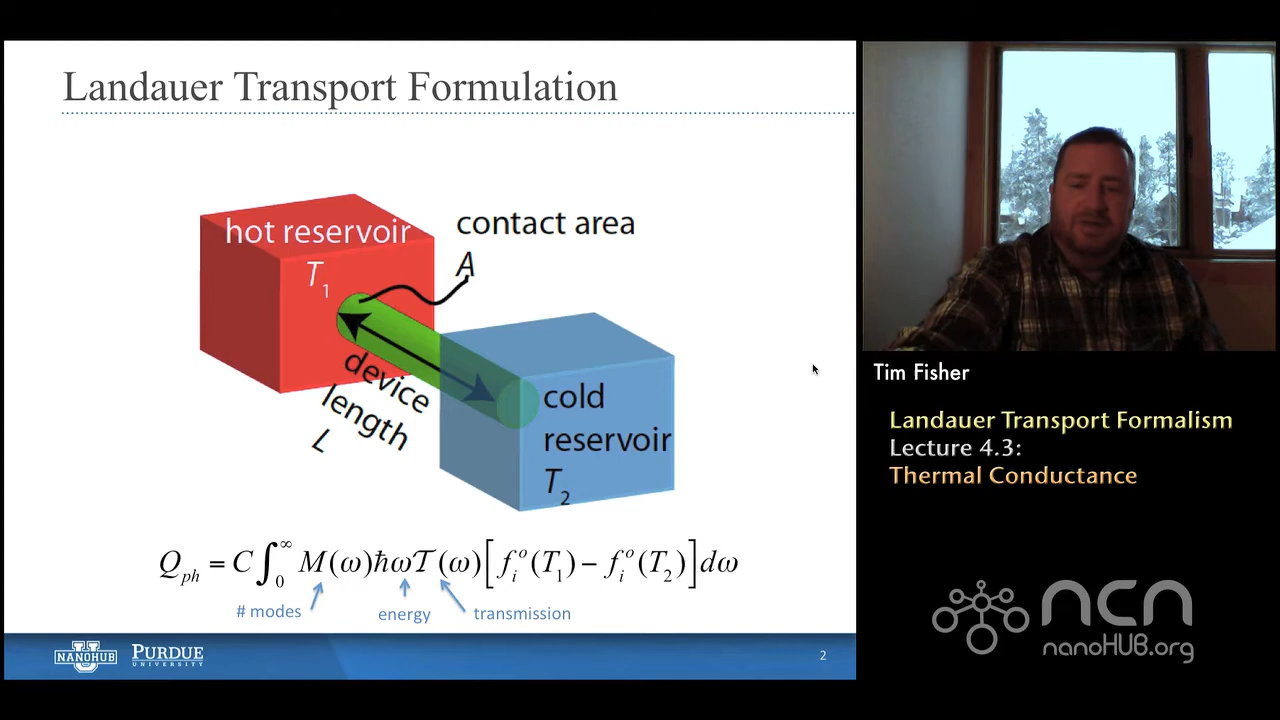 Landauer Transport Formulation
hot reservoir
T₁
contact area
A
device
length
L
cold
reservoir
T₂
Q_ph = C ∫₀^∞ M(ω)ħω𝒯(ω)[f_i^o(T₁) − f_i^o(T₂)]dω
# modes
energy
transmission
NANOHUB
U
PURDUE
UNIVERSITY
2
Tim Fisher
Landauer Transport Formalism
Lecture 4.3:
Thermal Conductance
ncn
nanoHUB.org